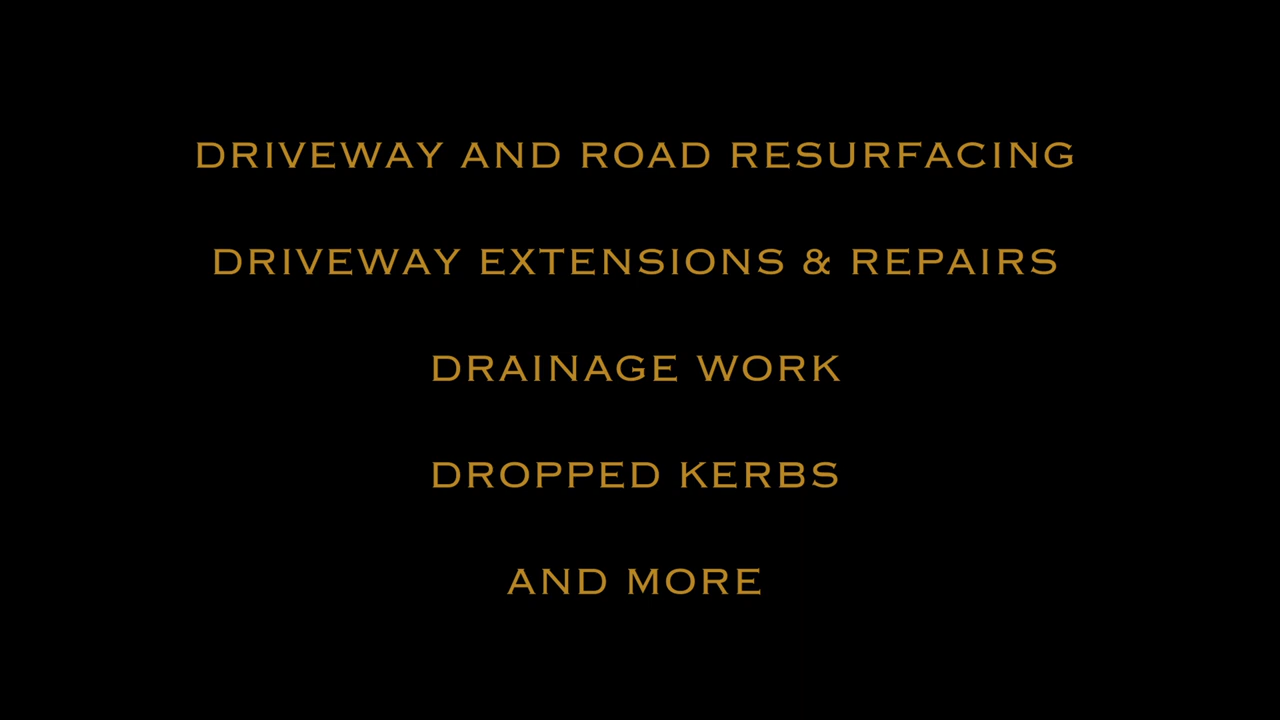 DRIVEWAY AND ROAD RESURFACING
DRIVEWAY EXTENSIONS & REPAIRS
DRAINAGE WORK
DROPPED KERBS
AND MORE